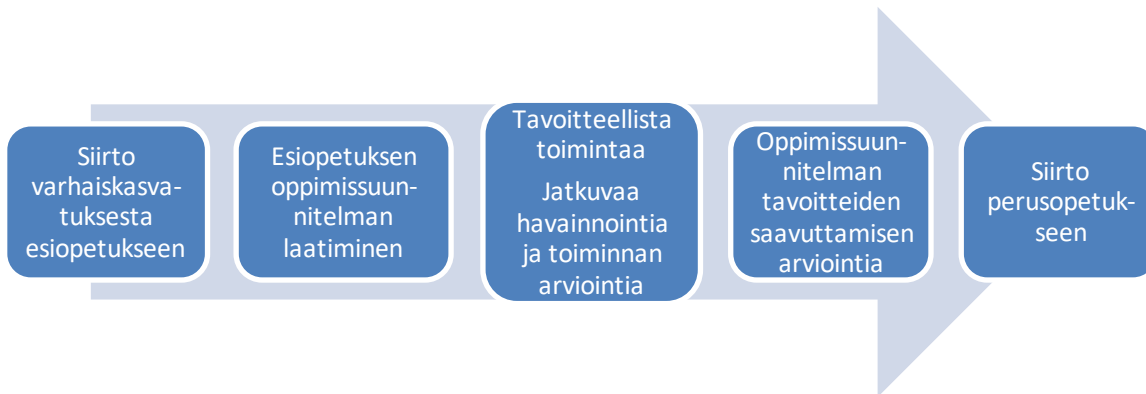 Siirto
varhaiskasva-
tuksesta
esiopetukseen
Esiopetuksen
oppimissuun-
nitelman
laatiminen
Tavoitteellista
toimintaa
Jatkuvaa
havainnointia
ja toiminnan
arviointia
Oppimissuun-
nitelman
tavoitteiden
saavuttamisen
arviointia
Siirto
perusopetuk-
seen